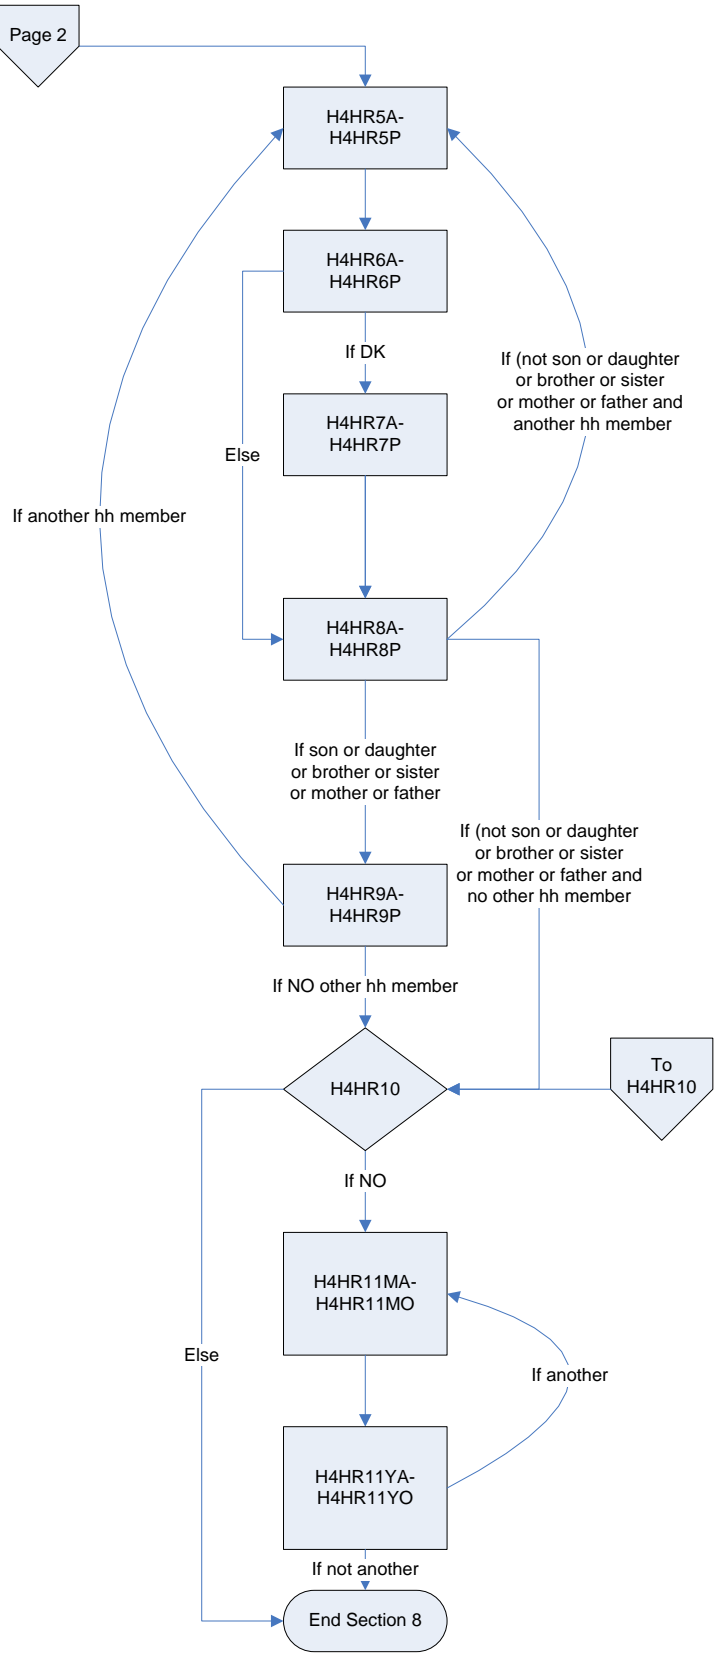 Page 2
H4HR5A-
H4HR5P
H4HR6A-
H4HR6P
If DK
If (not son or daughter
or brother or sister
or mother or father and
another hh member
H4HR7A-
H4HR7P
Else
If another hh member
H4HR8A-
H4HR8P
If son or daughter
or brother or sister
or mother or father
If (not son or daughter
or brother or sister
or mother or father and
no other hh member
H4HR9A-
H4HR9P
If NO other hh member
H4HR10
To
H4HR10
If NO
H4HR11MA-
H4HR11MO
Else
If another
H4HR11YA-
H4HR11YO
If not another
End Section 8